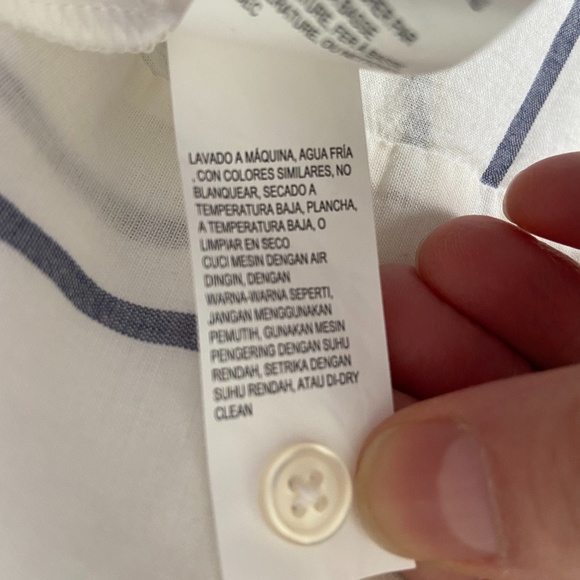 LAVADO A MÁQUINA, AGUA FRÍA
, CON COLORES SIMILARES, NO
BLANQUEAR, SECADO A
TEMPERATURA BAJA, PLANCHA,
A TEMPERATURA BAJA, O
LIMPIAR EN SECO
CUCI MESIN DENGAN AIR
DINGIN, DENGAN
WARNA-WARNA SEPERTI,
JANGAN MENGGUNAKAN
PEMUTIH, GUNAKAN MESIN
PENGERING DENGAN SUHU
RENDAH, SETRIKA DENGAN
SUHU RENDAH, ATAU DI-DRY
CLEAN